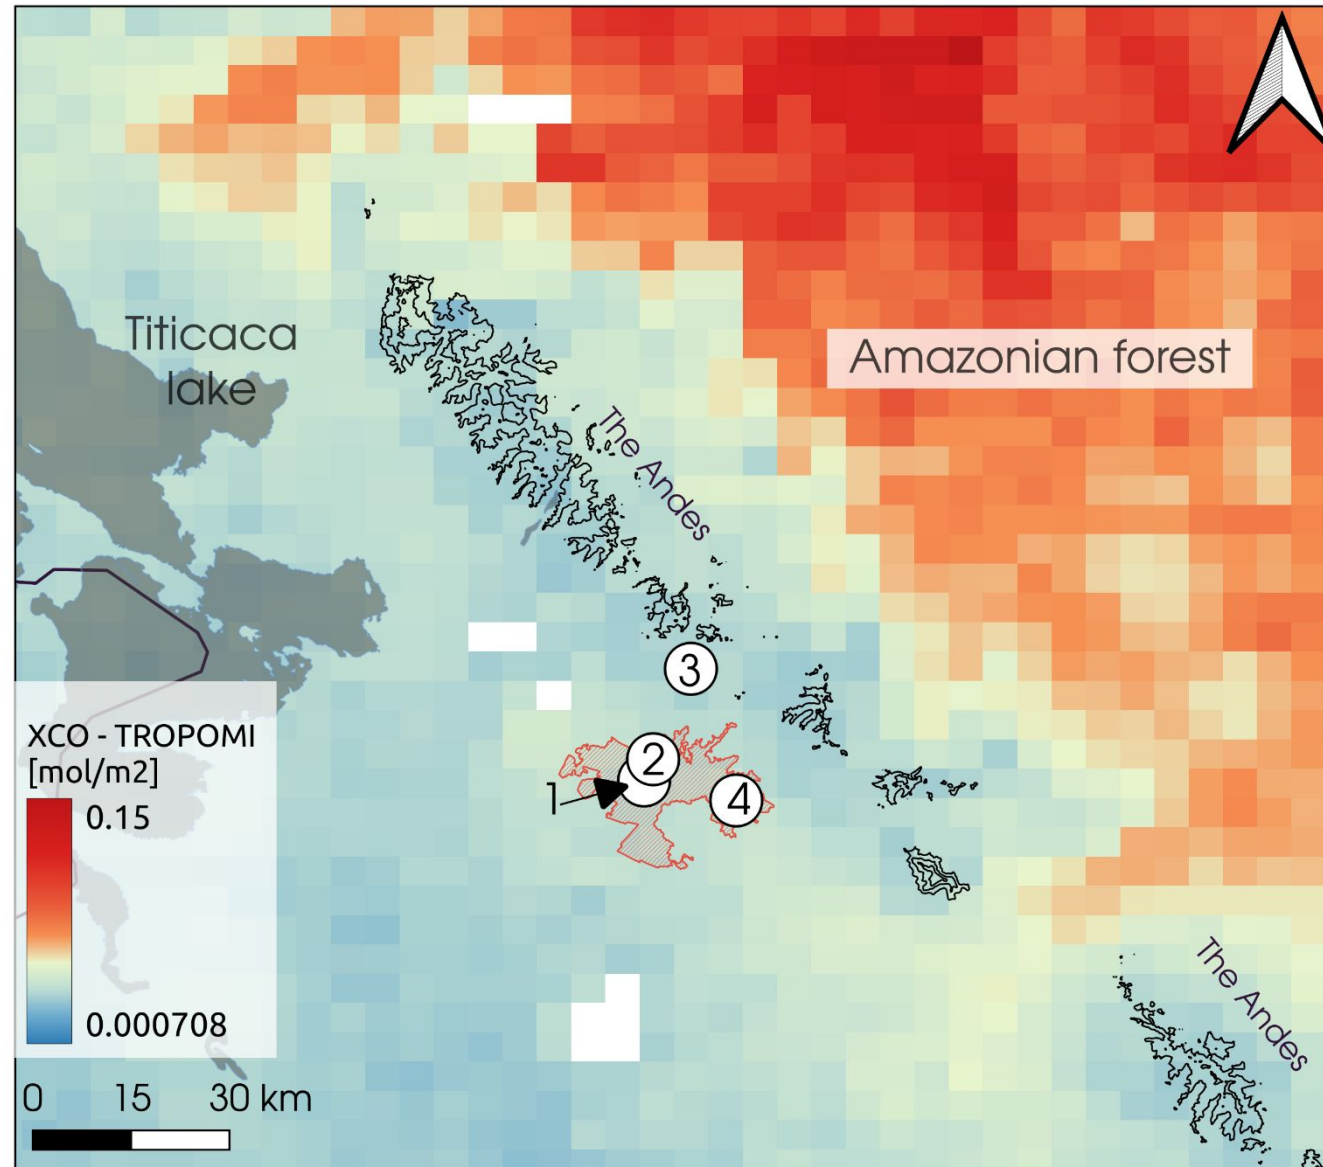 Titicaca
lake
Amazonian forest
The Andes
3
2
1
4
XCO - TROPOMI
[mol/m2]
0.15
0.000708
The Andes
0 15 30 km